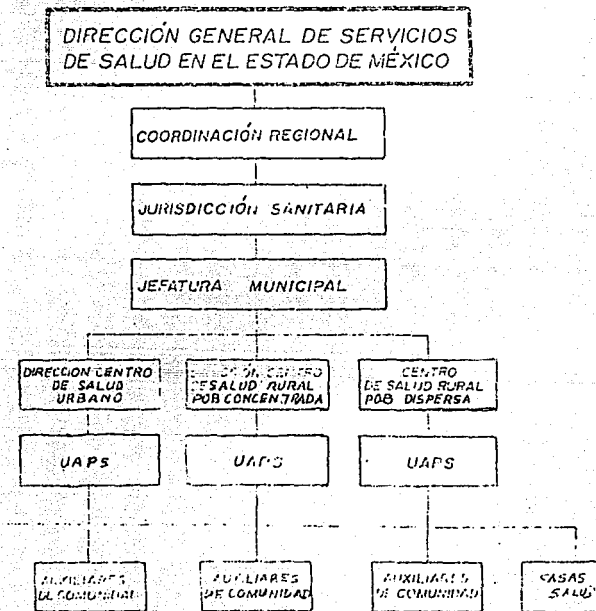 DIRECCIÓN GENERAL DE SERVICIOS
DE SALUD EN EL ESTADO DE MÉXICO
COORDINACIÓN REGIONAL
JURISDICCIÓN SANITARIA
JEFATURA MUNICIPAL
DIRECCION CENTRO
DE SALUD
URBANO
CENTRO
SALUD RURAL
POB CONCENTRADA
CENTRO
DE SALUD RURAL
POB DISPERSA
UAPS
UAPS
UAPS
AUXILIARES
DE COMUNIDAD
AUXILIARES
DE COMUNIDAD
AUXILIARES
DE COMUNIDAD
CASAS
SALUD